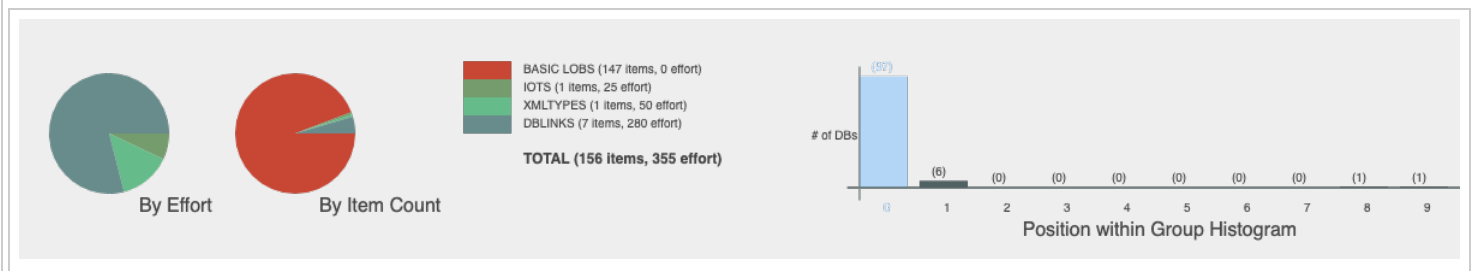 By Effort
By Item Count
BASIC LOBS (147 items, 0 effort)
IOTS (1 items, 25 effort)
XMLTYPES (1 items, 50 effort)
DBLINKS (7 items, 280 effort)
TOTAL (156 items, 355 effort)
# of DBs
(97)
(6)
(0)
(0)
(0)
(0)
(0)
(0)
(1)
(1)
0
1
2
3
4
5
6
7
8
9
Position within Group Histogram